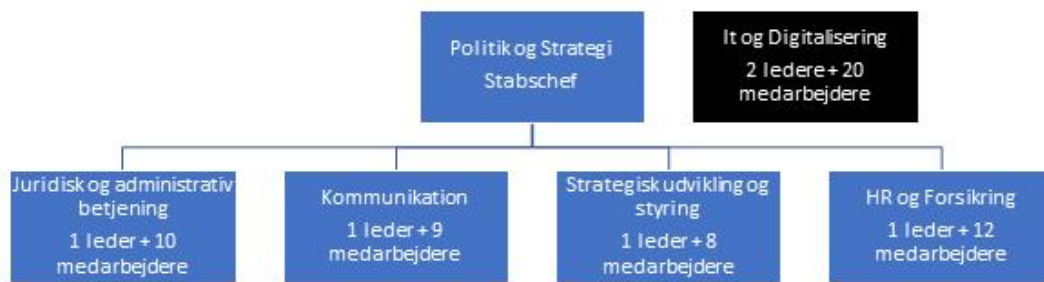 Politik og Strategi
Stabschef
It og Digitalisering
2 ledere + 20
medarbejdere
Juridisk og administrativ
betjening
1 leder + 10
medarbejdere
Kommunikation
1 leder + 9
medarbejdere
Strategisk udvikling og
styring
1 leder + 8
medarbejdere
HR og Forsikring
1 leder + 12
medarbejdere